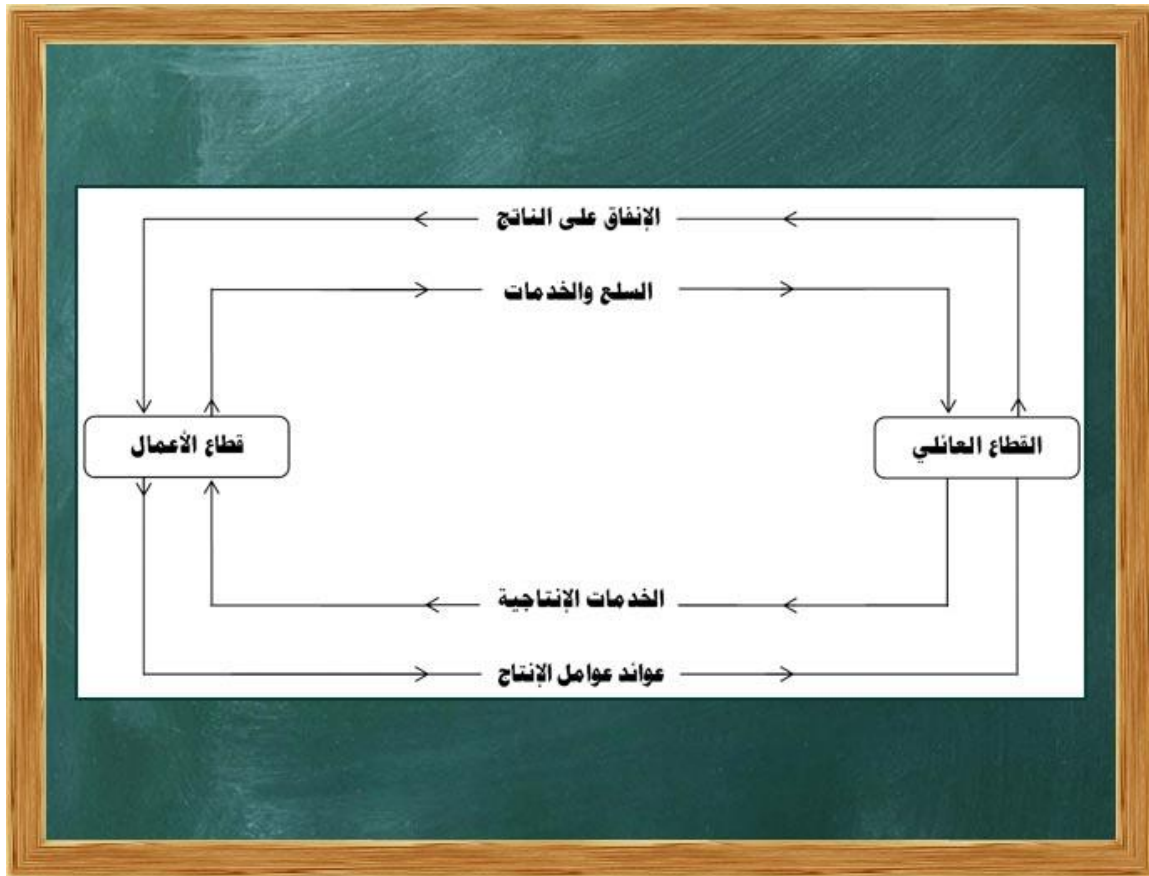 الإنفاق على الناتج
السلع والخدمات
القطاع العائلي
قطاع الأعمال
الخدمات الإنتاجية
عوائد عوامل الإنتاج